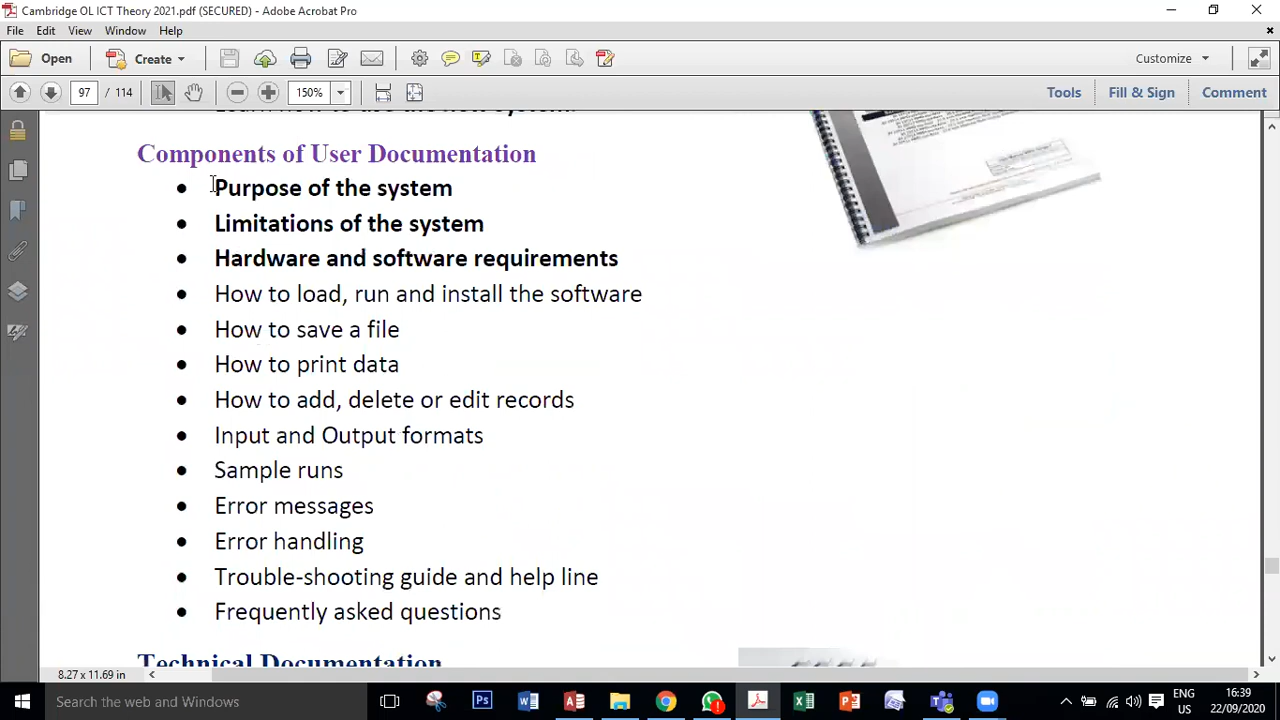 Cambridge OL ICT Theory 2021.pdf (SECURED) - Adobe Acrobat Pro
File Edit View Window Help
Open Create Customize
97 / 114 150% Tools Fill & Sign Comment
Components of User Documentation
• Purpose of the system
• Limitations of the system
• Hardware and software requirements
• How to load, run and install the software
• How to save a file
• How to print data
• How to add, delete or edit records
• Input and Output formats
• Sample runs
• Error messages
• Error handling
• Trouble-shooting guide and help line
• Frequently asked questions
Technical Documentation
8.27 x 11.69 in
Search the web and Windows
ENG
US
16:39
22/09/2020